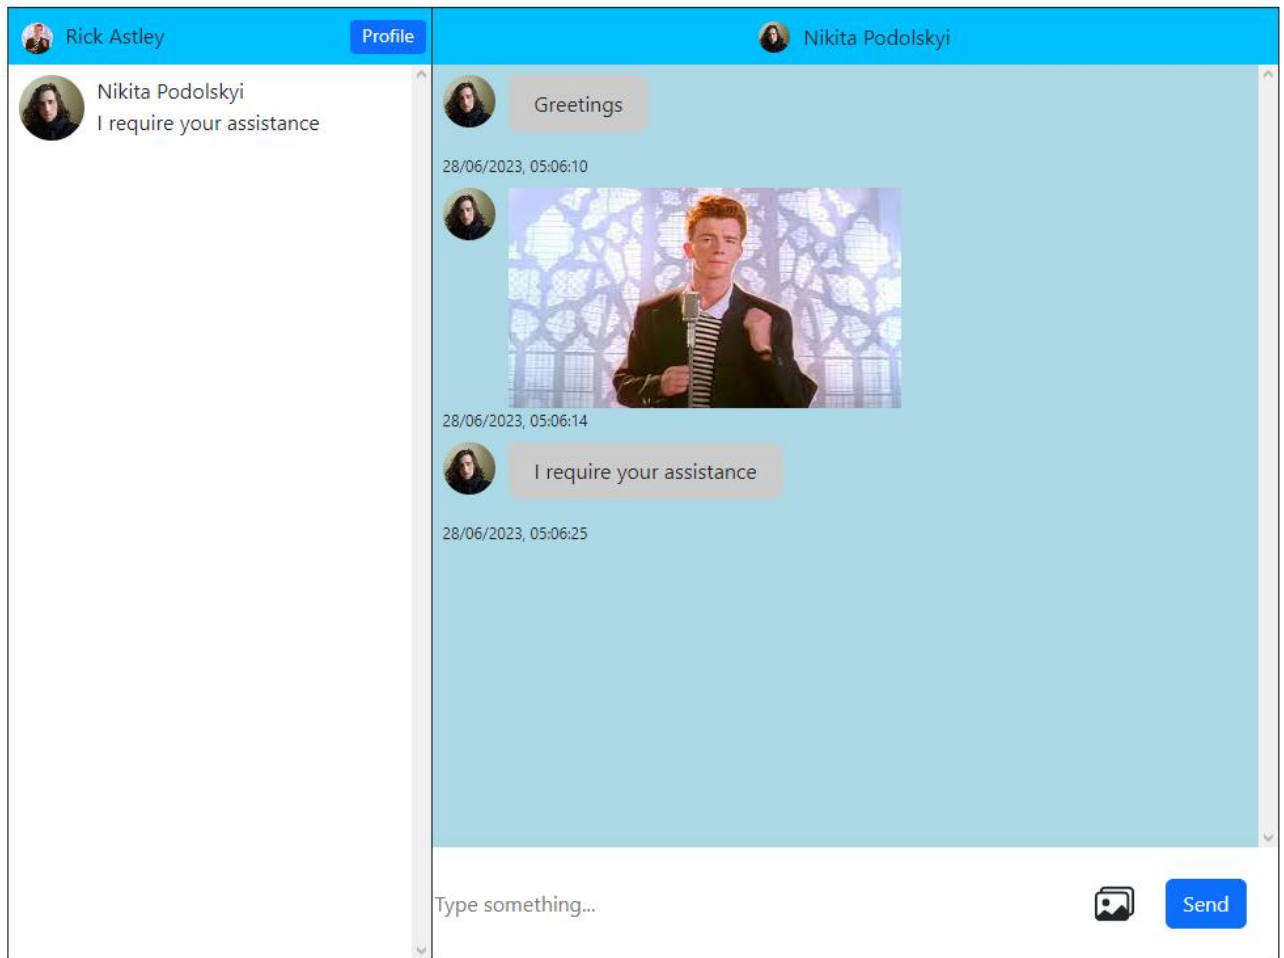 Rick Astley
Profile
Nikita Podolskyi
I require your assistance
Nikita Podolskyi
Greetings
28/06/2023, 05:06:10
28/06/2023, 05:06:14
I require your assistance
28/06/2023, 05:06:25
Type something...
Send